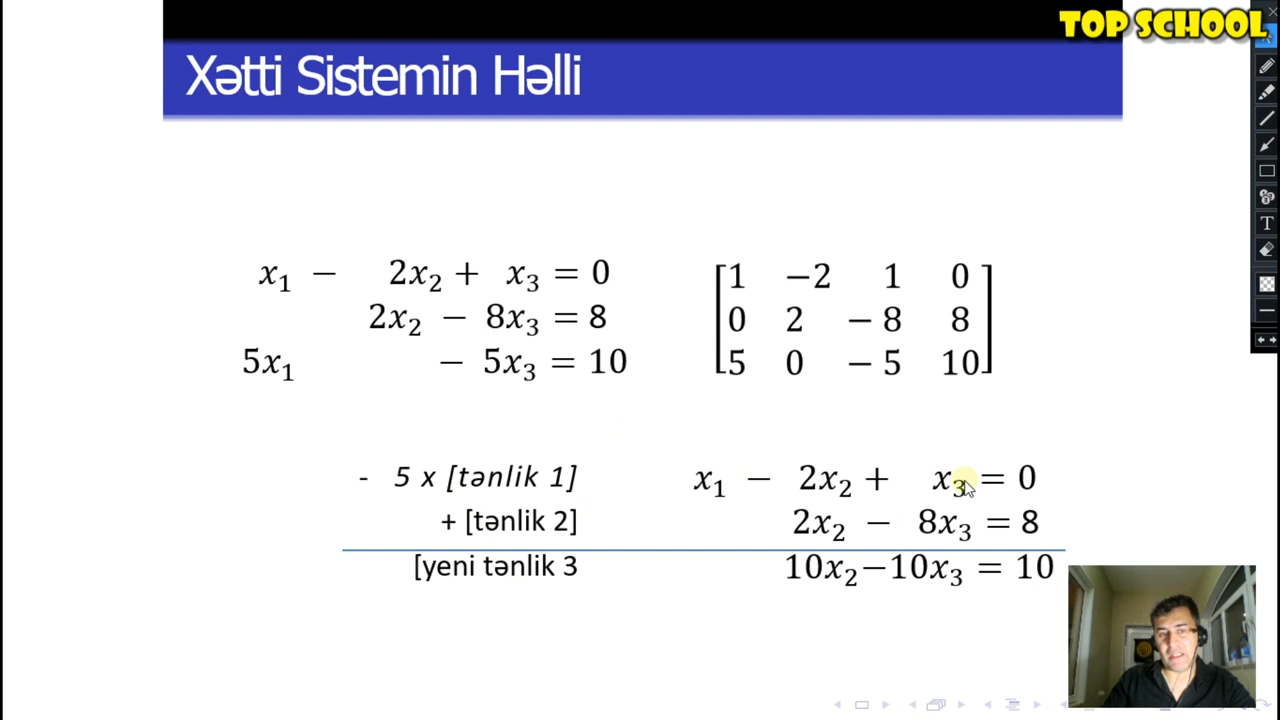 TOP SCHOOL
Xətti Sistemin Həlli
x₁ − 2x₂ + x₃ = 0
2x₂ − 8x₃ = 8
5x₁ − 5x₃ = 10
1 −2 1 0
0 2 − 8 8
5 0 − 5 10
- 5 x [tənlik 1]
+ [tənlik 2]
[yeni tənlik 3
x₁ − 2x₂ + x₃ = 0
2x₂ − 8x₃ = 8
10x₂−10x₃ = 10